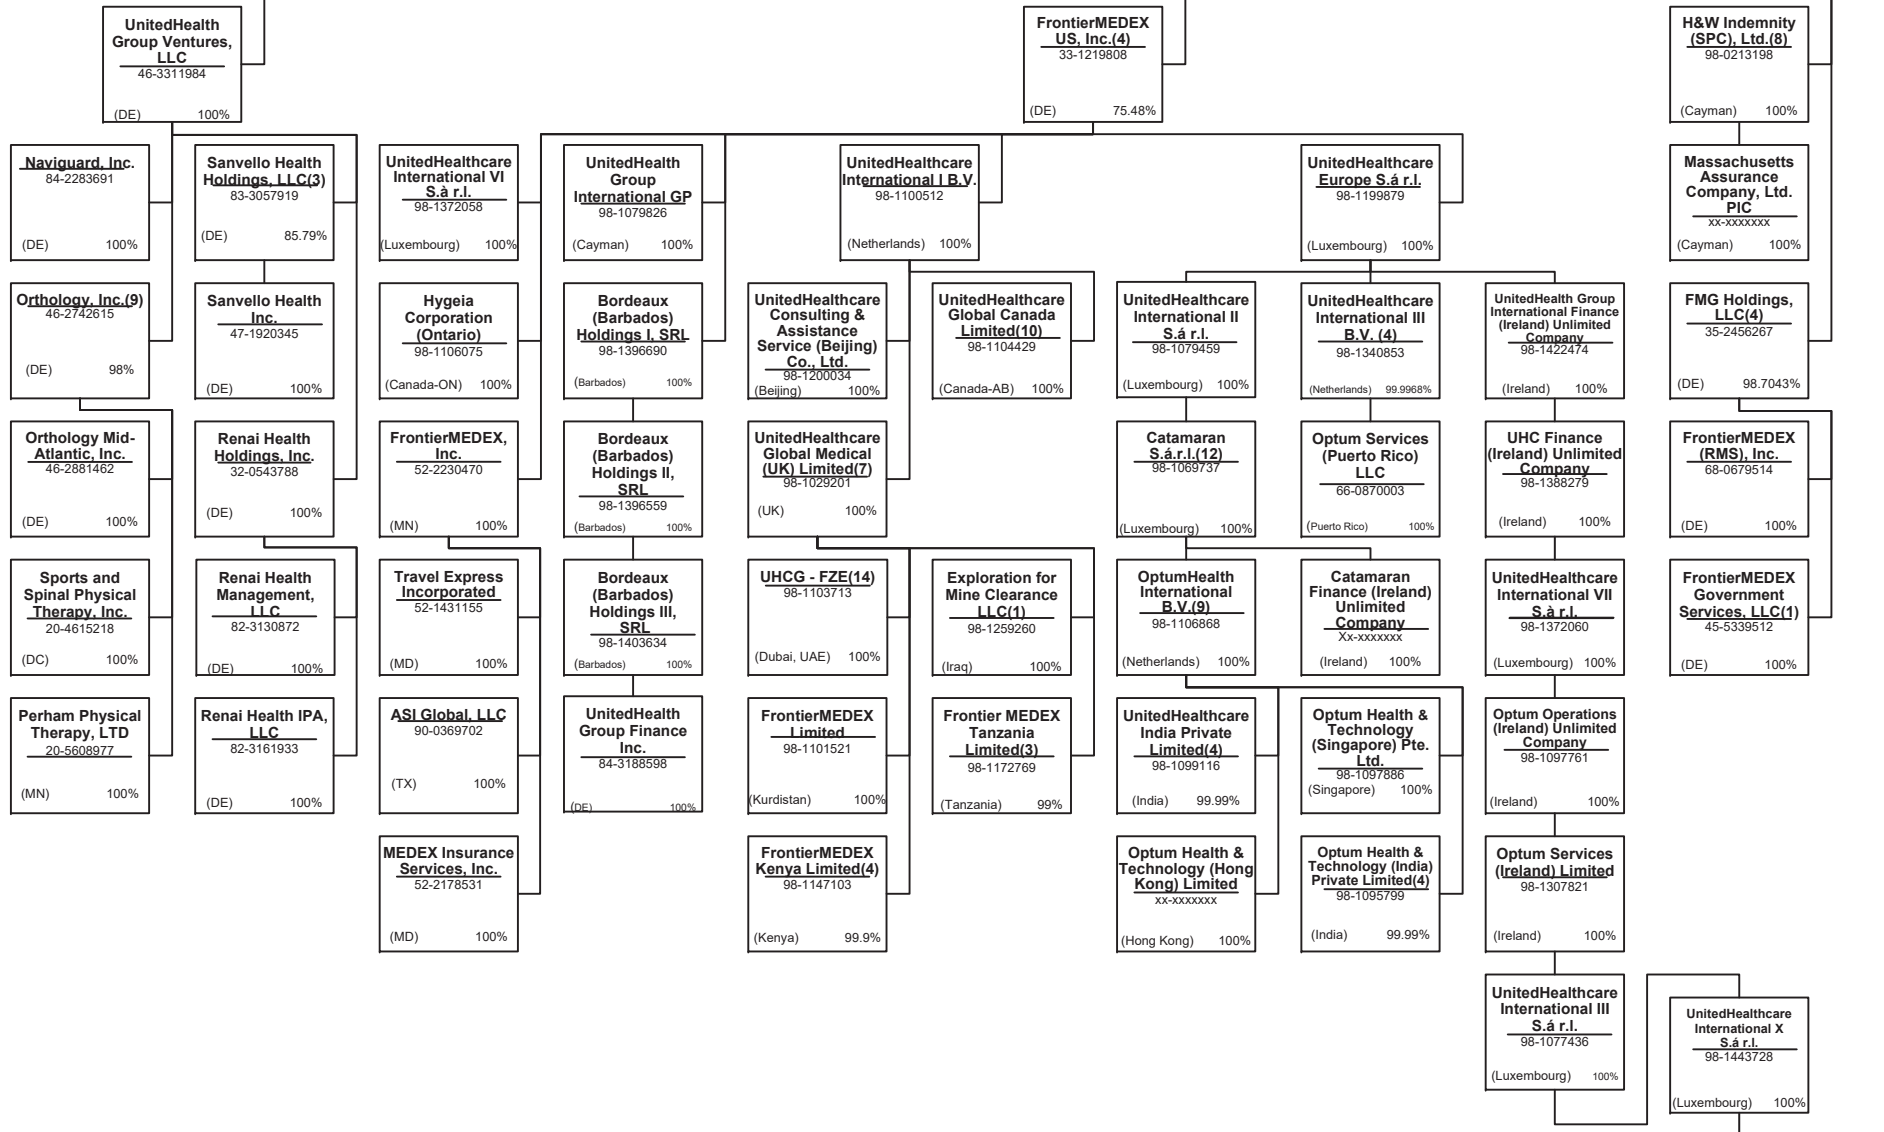 UnitedHealth
Group Ventures,
LLC
46-3311984
(DE) 100%
FrontierMEDEX
US, Inc.(4)
33-1219808
(DE) 75.48%
H&W Indemnity
(SPC), Ltd.(8)
98-0213198
(Cayman) 100%
Naviguard, Inc.
84-2283691
(DE) 100%
Sanvello Health
Holdings, LLC(3)
83-3057919
(DE) 85.79%
UnitedHealthcare
International VI
S.à r.l.
98-1372058
(Luxembourg) 100%
UnitedHealth
Group
International GP
98-1079826
(Cayman) 100%
UnitedHealthcare
International I B.V.
98-1100512
(Netherlands) 100%
UnitedHealthcare
Europe S.á r.l.
98-1199879
(Luxembourg) 100%
Massachusetts
Assurance
Company, Ltd.
PIC
xx-xxxxxxx
(Cayman) 100%
Orthology, Inc.(9)
46-2742615
(DE) 98%
Sanvello Health
Inc.
47-1920345
(DE) 100%
Hygeia
Corporation
(Ontario)
98-1106075
(Canada-ON) 100%
Bordeaux
(Barbados)
Holdings I, SRL
98-1396690
(Barbados) 100%
UnitedHealthcare
Consulting &
Assistance
Service (Beijing)
Co., Ltd.
98-1200034
(Beijing) 100%
UnitedHealthcare
Global Canada
Limited(10)
98-1104429
(Canada-AB) 100%
UnitedHealthcare
International II
S.á r.l.
98-1079459
(Luxembourg) 100%
UnitedHealthcare
International III
B.V. (4)
98-1340853
(Netherlands) 99.9968%
UnitedHealth Group
International Finance
(Ireland) Unlimited
Company
98-1422474
(Ireland) 100%
FMG Holdings,
LLC(4)
35-2456267
(DE) 98.7043%
Orthology Mid-
Atlantic, Inc.
46-2881462
(DE) 100%
Renai Health
Holdings, Inc.
32-0543788
(DE) 100%
FrontierMEDEX,
Inc.
52-2230470
(MN) 100%
Bordeaux
(Barbados)
Holdings II,
SRL
98-1396559
(Barbados) 100%
UnitedHealthcare
Global Medical
(UK) Limited(7)
98-1029201
(UK) 100%
Catamaran
S.á.r.l.(12)
98-1069737
(Luxembourg) 100%
Optum Services
(Puerto Rico)
LLC
66-0870003
(Puerto Rico) 100%
UHC Finance
(Ireland) Unlimited
Company
98-1388279
(Ireland) 100%
FrontierMEDEX
(RMS), Inc.
68-0679514
(DE) 100%
Sports and
Spinal Physical
Therapy, Inc.
20-4615218
(DC) 100%
Renai Health
Management,
LLC
82-3130872
(DE) 100%
Travel Express
Incorporated
52-1431155
(MD) 100%
Bordeaux
(Barbados)
Holdings III,
SRL
98-1403634
(Barbados) 100%
UHCG - FZE(14)
98-1103713
(Dubai, UAE) 100%
Exploration for
Mine Clearance
LLC(1)
98-1259260
(Iraq) 100%
OptumHealth
International
B.V.(9)
98-1106868
(Netherlands) 100%
Catamaran
Finance (Ireland)
Unlimited
Company
Xx-xxxxxxx
(Ireland) 100%
UnitedHealthcare
International VII
S.à r.l.
98-1372060
(Luxembourg) 100%
FrontierMEDEX
Government
Services, LLC(1)
45-5339512
(DE) 100%
Perham Physical
Therapy, LTD
20-5608977
(MN) 100%
Renai Health IPA,
LLC
82-3161933
(DE) 100%
ASI Global, LLC
90-0369702
(TX) 100%
UnitedHealth
Group Finance
Inc.
84-3188598
(DE) 100%
FrontierMEDEX
Limited
98-1101521
(Kurdistan) 100%
Frontier MEDEX
Tanzania
Limited(3)
98-1172769
(Tanzania) 99%
UnitedHealthcare
India Private
Limited(4)
98-1099116
(India) 99.99%
Optum Health &
Technology
(Singapore) Pte.
Ltd.
98-1097886
(Singapore) 100%
Optum Operations
(Ireland) Unlimited
Company
98-1097761
(Ireland) 100%
MEDEX Insurance
Services, Inc.
52-2178531
(MD) 100%
FrontierMEDEX
Kenya Limited(4)
98-1147103
(Kenya) 99.9%
Optum Health &
Technology (Hong
Kong) Limited
xx-xxxxxxx
(Hong Kong) 100%
Optum Health &
Technology (India)
Private Limited(4)
98-1095799
(India) 99.99%
Optum Services
(Ireland) Limited
98-1307821
(Ireland) 100%
UnitedHealthcare
International III
S.á r.l.
98-1077436
(Luxembourg) 100%
UnitedHealthcare
International X
S.á r.l.
98-1443728
(Luxembourg) 100%